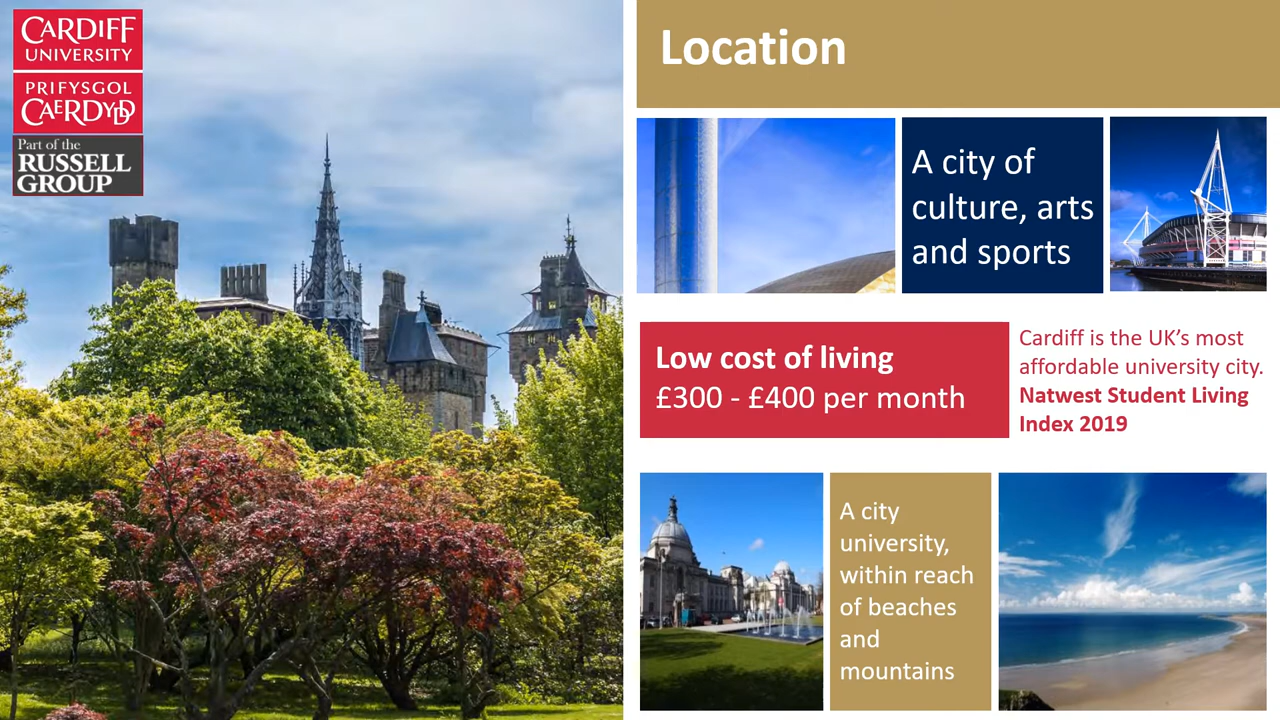 CARDIFF
UNIVERSITY
PRIFYSGOL
CAERDYDD
Part of the
RUSSELL
GROUP
Location
A city of
culture, arts
and sports
Low cost of living
£300 - £400 per month
Cardiff is the UK’s most
affordable university city.
Natwest Student Living
Index 2019
A city
university,
within reach
of beaches
and
mountains